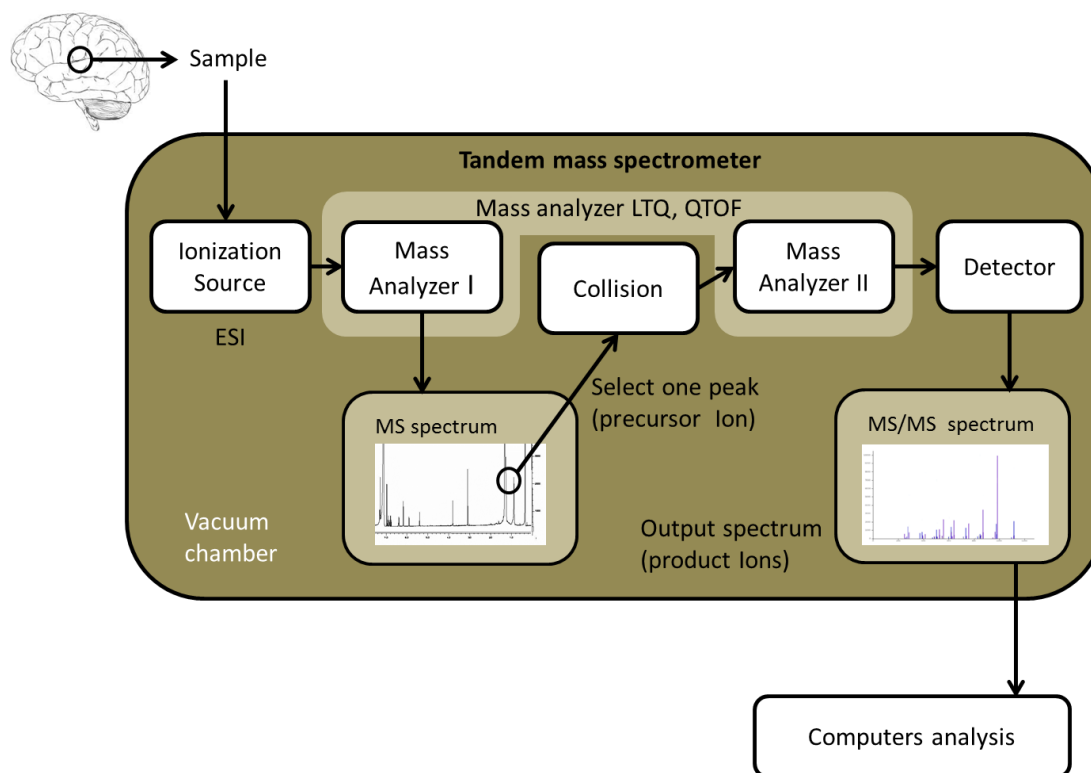 Sample
Tandem mass spectrometer
Mass analyzer LTQ, QTOF
Ionization
Source
ESI
Mass
Analyzer I
Collision
Mass
Analyzer II
Detector
Select one peak
(precursor Ion)
MS spectrum
MS/MS spectrum
Vacuum
chamber
Output spectrum
(product Ions)
Computers analysis